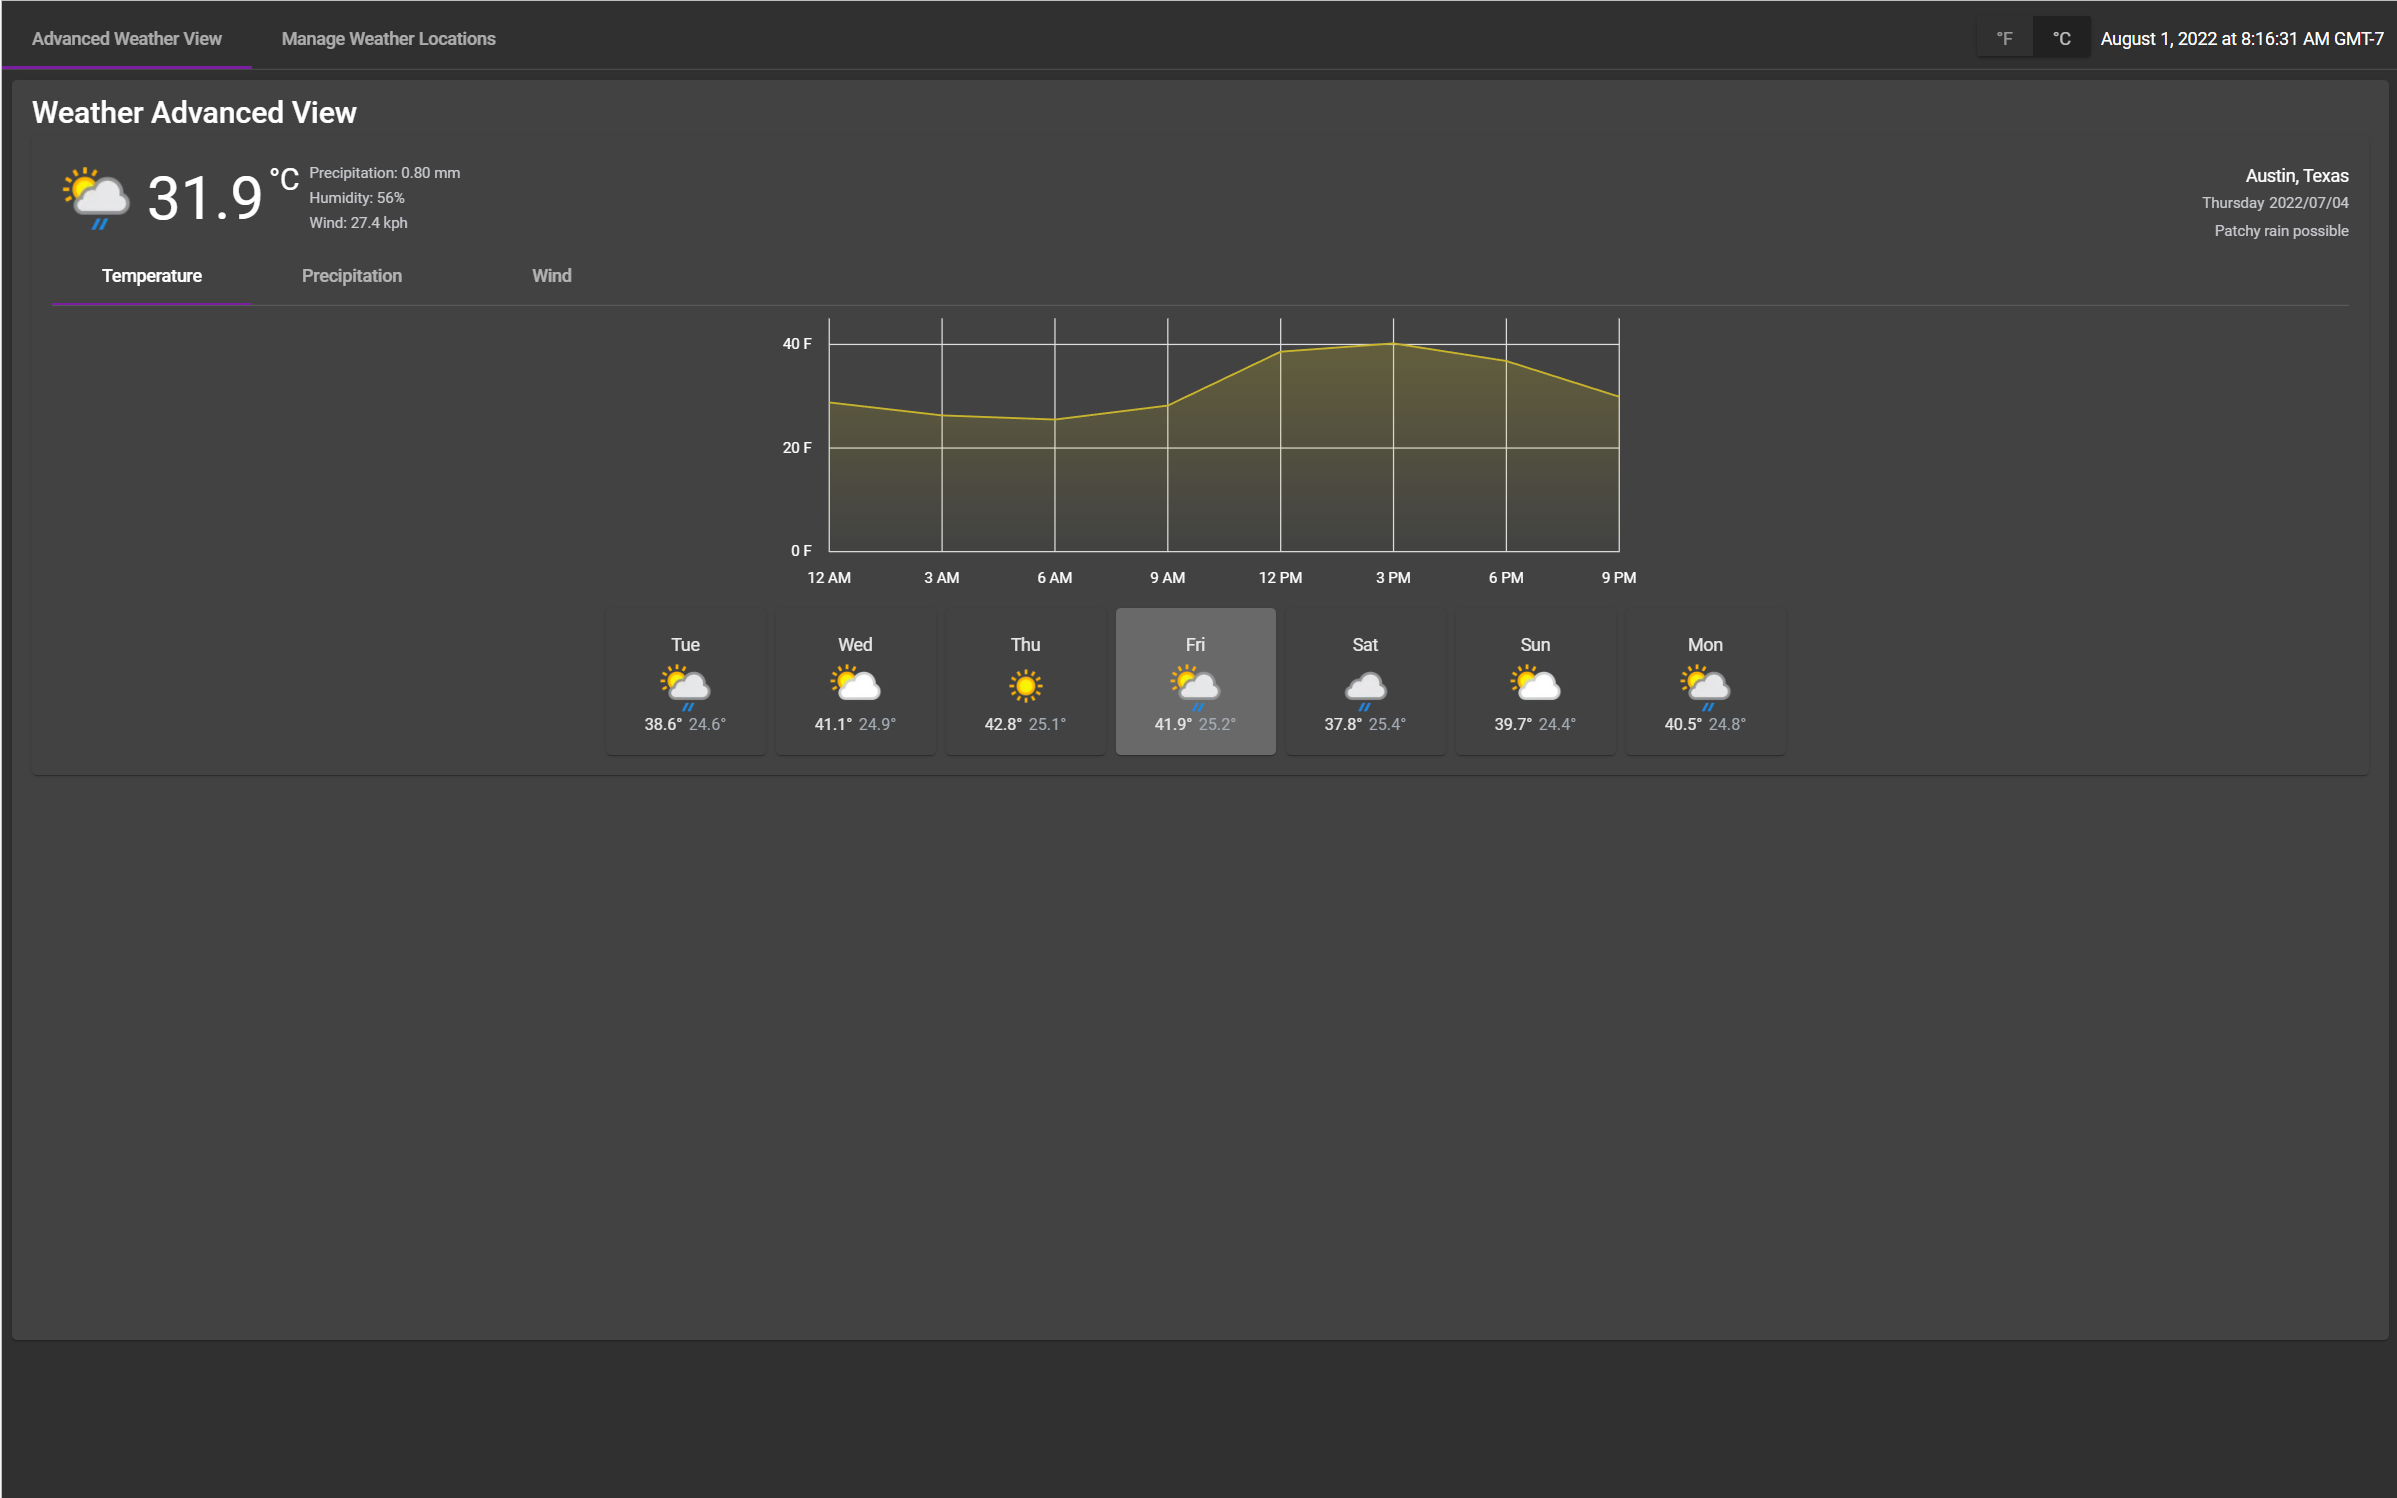 Advanced Weather View
Manage Weather Locations
°F
°C
August 1, 2022 at 8:16:31 AM GMT-7
Weather Advanced View
31.9 °C
Precipitation: 0.80 mm
Humidity: 56%
Wind: 27.4 kph
Austin, Texas
Thursday 2022/07/04
Patchy rain possible
Temperature
Precipitation
Wind
40 F
20 F
0 F
12 AM 3 AM 6 AM 9 AM 12 PM 3 PM 6 PM 9 PM
Tue
38.6° 24.6°
Wed
41.1° 24.9°
Thu
42.8° 25.1°
Fri
41.9° 25.2°
Sat
37.8° 25.4°
Sun
39.7° 24.4°
Mon
40.5° 24.8°